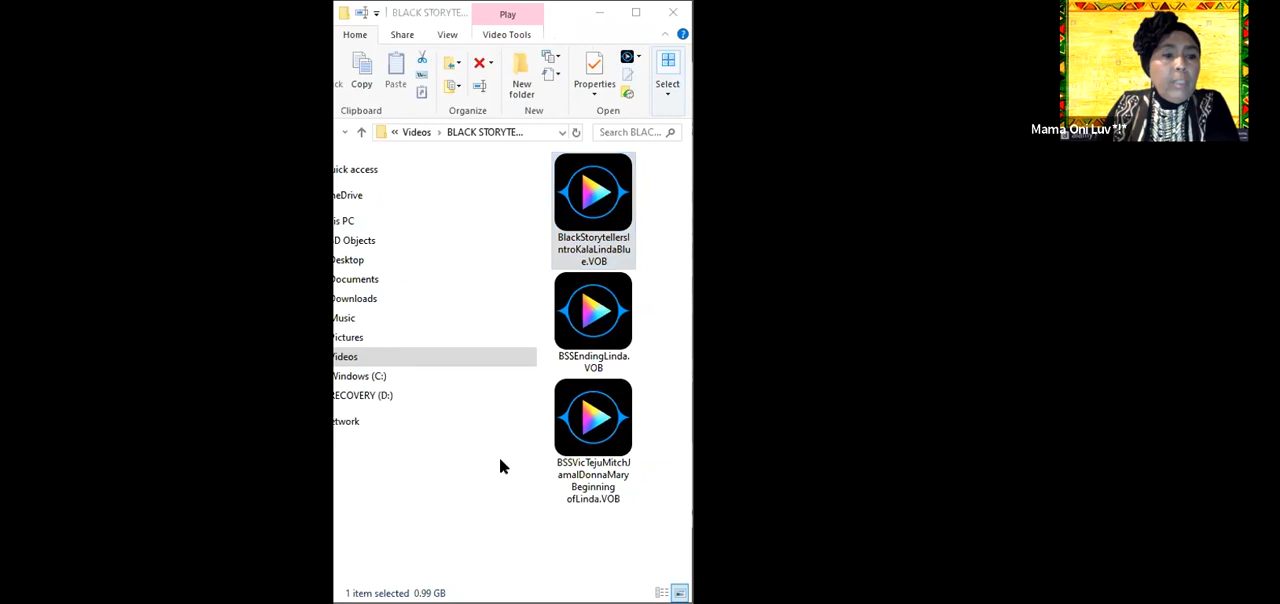 BLACK STORYTE...
Play
Home
Share
View
Video Tools
ck
Copy
Paste
New
folder
Properties
Select
Clipboard
Organize
New
Open
« Videos › BLACK STORYTE...
Search BLAC...
uick access
neDrive
is PC
D Objects
Desktop
Documents
Downloads
Music
Pictures
Videos
Windows (C:)
RECOVERY (D:)
etwork
BlackStorytellersI
ntroKalaLindaBlu
e.VOB
BSSEndingLinda.
VOB
BSSVicTejuMitchJ
amalDonnaMary
Beginning
ofLinda.VOB
1 item selected 0.99 GB
Mama Oni Luv*!*